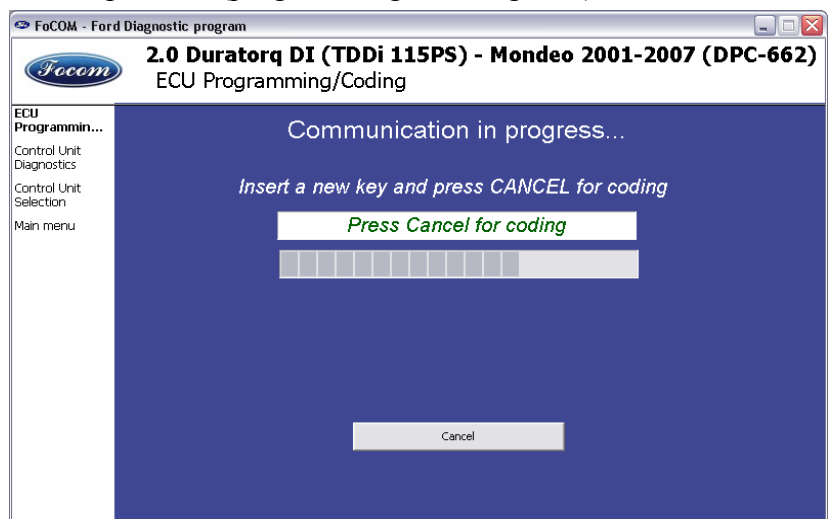 FoCOM - Ford Diagnostic program
Focom
2.0 Duratorq DI (TDDi 115PS) - Mondeo 2001-2007 (DPC-662)
ECU Programming/Coding
ECU
Programmin...
Control Unit
Diagnostics
Control Unit
Selection
Main menu
Communication in progress...
Insert a new key and press CANCEL for coding
Press Cancel for coding
Cancel